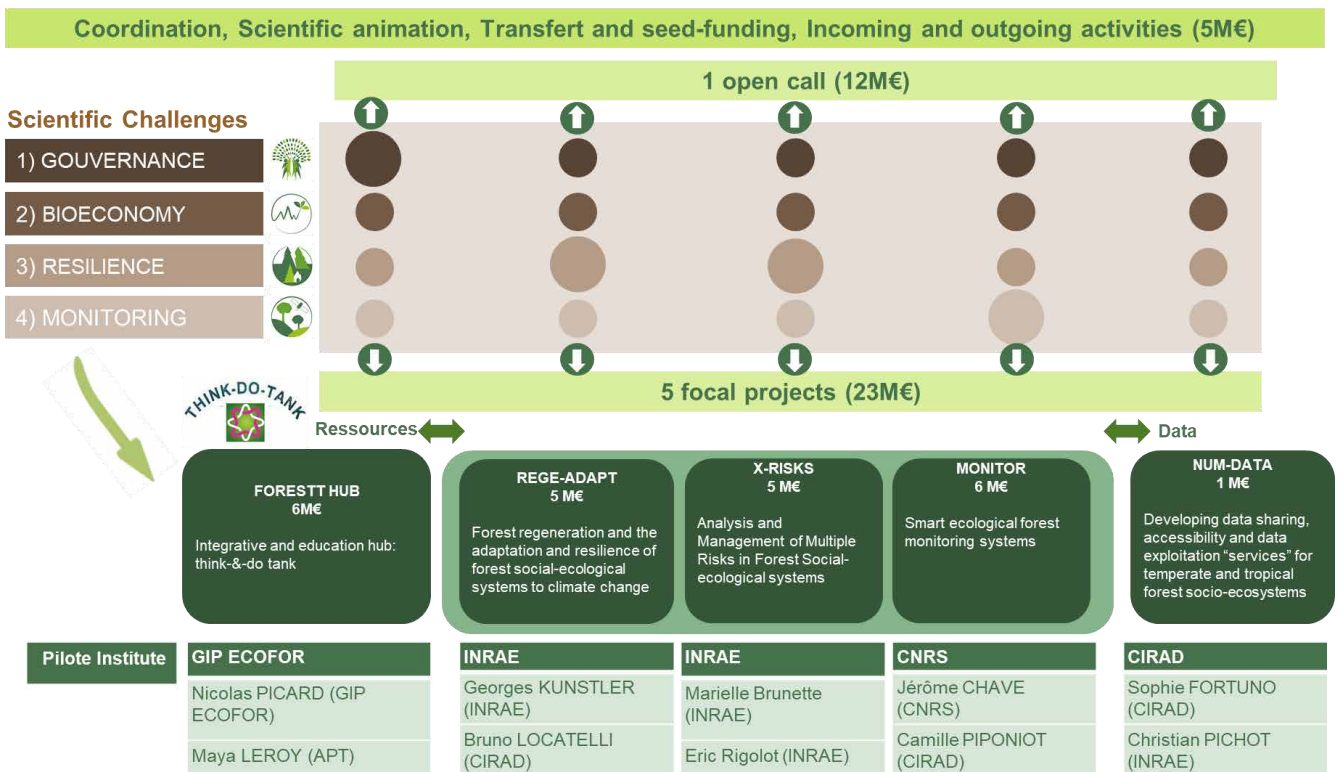 Coordination, Scientific animation, Transfert and seed-funding, Incoming and outgoing activities (5M€)
1 open call (12M€)
Scientific Challenges
1) GOUVERNANCE
2) BIOECONOMY
3) RESILIENCE
4) MONITORING
5 focal projects (23M€)
THINK-DO-TANK
Ressources
Data
FORESTT HUB
6M€
Integrative and education hub:
think-&-do tank
REGE-ADAPT
5 M€
Forest regeneration and the
adaptation and resilience of
forest social-ecological
systems to climate change
X-RISKS
5 M€
Analysis and
Management of Multiple
Risks in Forest Social-
ecological systems
MONITOR
6 M€
Smart ecological forest
monitoring systems
NUM-DATA
1 M€
Developing data sharing,
accessibility and data
exploitation “services” for
temperate and tropical
forest socio-ecosystems
Pilote Institute
GIP ECOFOR
Nicolas PICARD (GIP
ECOFOR)
Maya LEROY (APT)
INRAE
Georges KUNSTLER
(INRAE)
Bruno LOCATELLI
(CIRAD)
INRAE
Marielle Brunette
(INRAE)
Eric Rigolot (INRAE)
CNRS
Jérôme CHAVE
(CNRS)
Camille PIPONIOT
(CIRAD)
CIRAD
Sophie FORTUNO
(CIRAD)
Christian PICHOT
(INRAE)